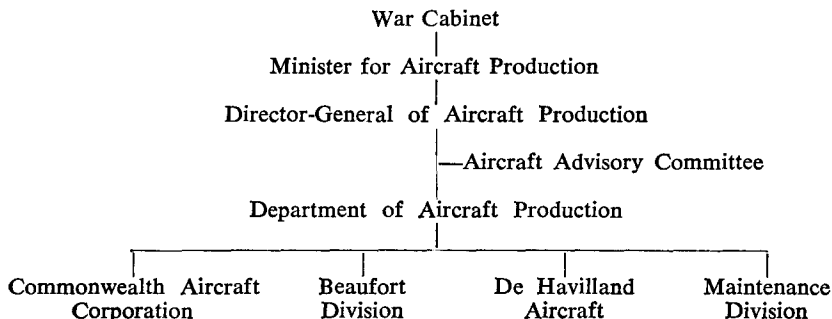 War Cabinet
Minister for Aircraft Production
Director-General of Aircraft Production
Aircraft Advisory Committee
Department of Aircraft Production
Commonwealth Aircraft Corporation
Beaufort Division
De Havilland Aircraft
Maintenance Division